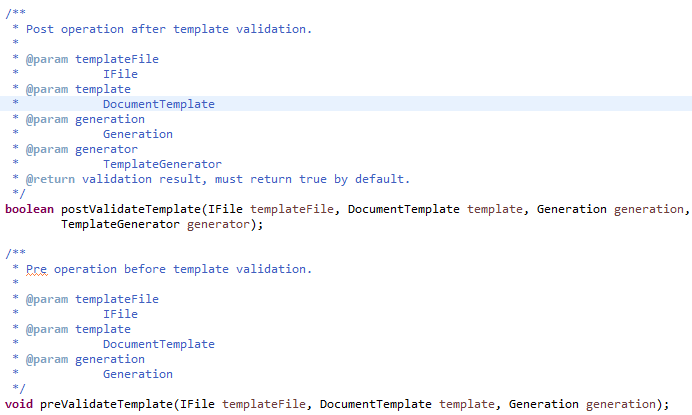 /**
 * Post operation after template validation.
 *
 * @param templateFile
 *            IFile
 * @param template
 *            DocumentTemplate
 * @param generation
 *            Generation
 * @param generator
 *            TemplateGenerator
 * @return validation result, must return true by default.
 */
boolean postValidateTemplate(IFile templateFile, DocumentTemplate template, Generation generation,
        TemplateGenerator generator);

/**
 * Pre operation before template validation.
 *
 * @param templateFile
 *            IFile
 * @param template
 *            DocumentTemplate
 * @param generation
 *            Generation
 */
void preValidateTemplate(IFile templateFile, DocumentTemplate template, Generation generation);